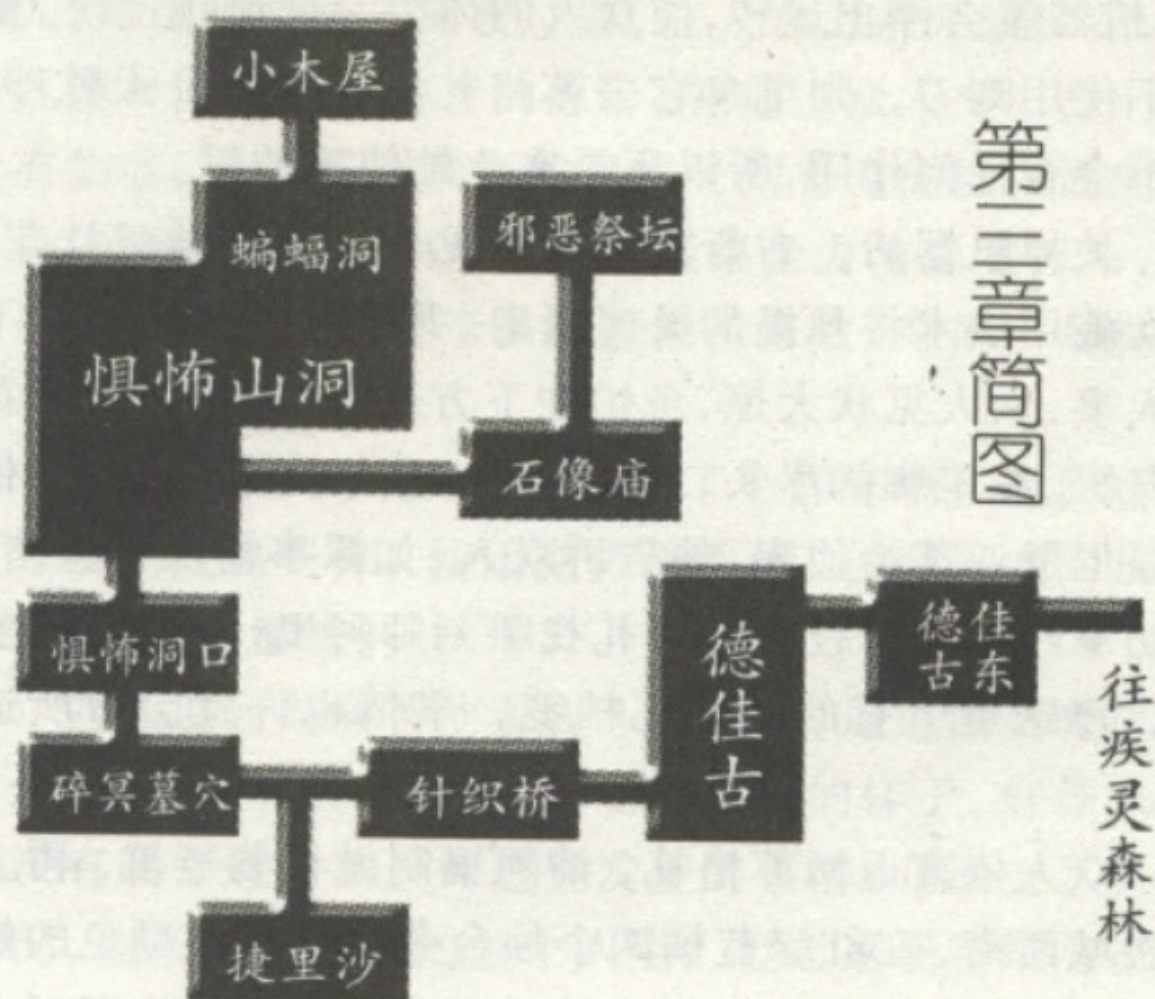 第三章简图
小木屋
蝙蝠洞
邪恶祭坛
惧怖山洞
石像庙
惧怖洞口
德佳古
德佳
古东
往疾灵森林
碎冥墓穴
针织桥
捷里沙